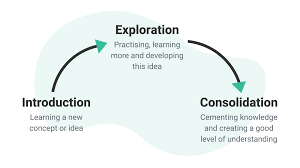 Exploration
Practising, learning
more and developing
this idea
Introduction
Learning a new
concept or idea
Consolidation
Cementing knowledge
and creating a good
level of understanding